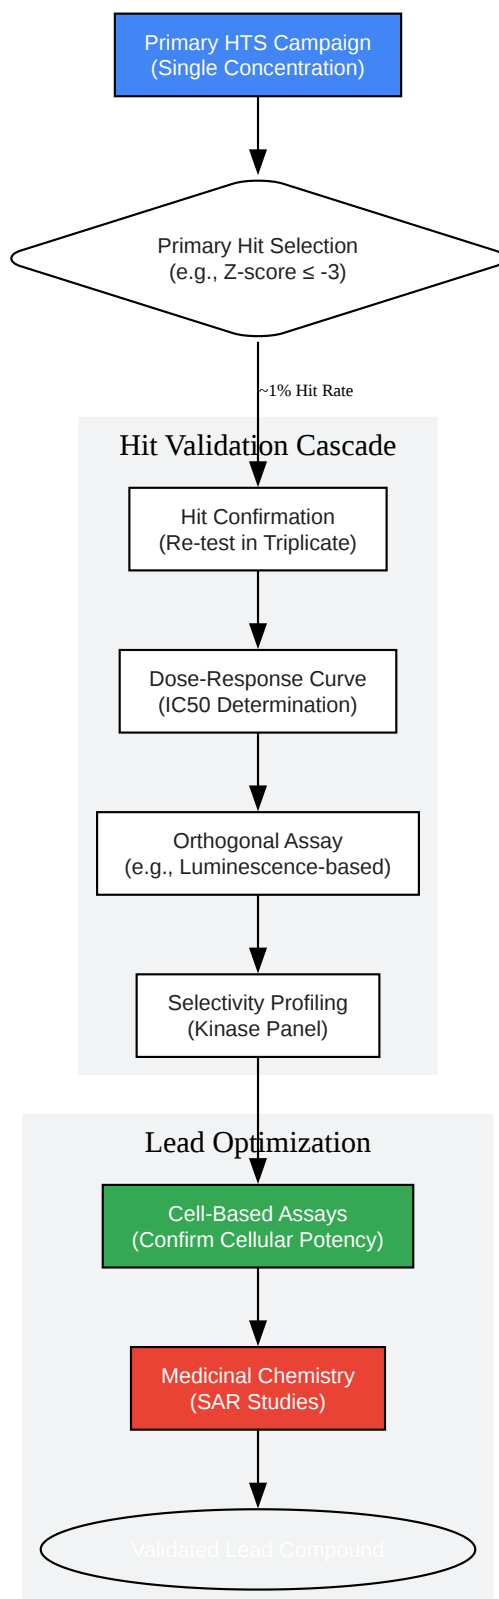 Primary HTS Campaign
(Single Concentration)
Primary Hit Selection
(e.g., Z-score ≤ -3)
~1% Hit Rate
Hit Validation Cascade
Hit Confirmation
(Re-test in Triplicate)
Dose-Response Curve
(IC50 Determination)
Orthogonal Assay
(e.g., Luminescence-based)
Selectivity Profiling
(Kinase Panel)
Lead Optimization
Cell-Based Assays
(Confirm Cellular Potency)
Medicinal Chemistry
(SAR Studies)
Validated Lead Compound